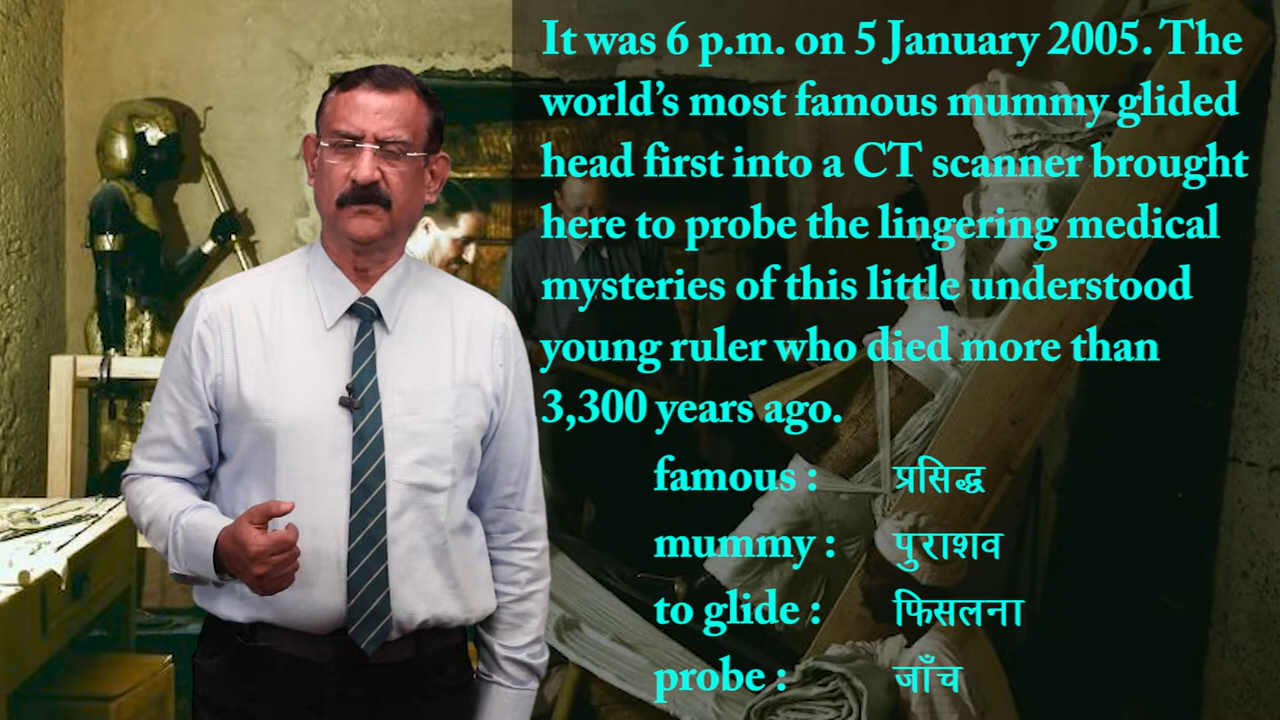 It was 6 p.m. on 5 January 2005. The
world's most famous mummy glided
head first into a CT scanner brought
here to probe the lingering medical
mysteries of this little understood
young ruler who died more than
3,300 years ago.
famous : प्रसिद्ध
mummy : पुराशव
to glide : फिसलना
probe : जाँच